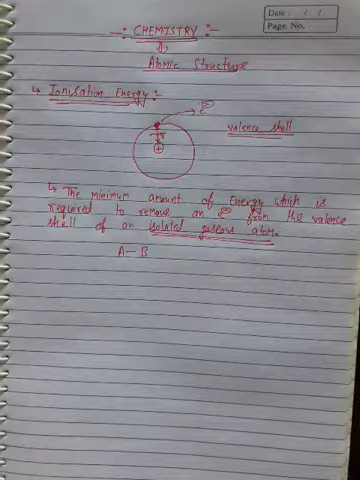 Date: / /
Page. No.
-: CHEMISTRY :-
Atomic Structure
↳ Ionisation Energy:
e⊖
valence shell
+
↳ The minimum amount of Energy which is
required to remove an e⊖ from the valence
shell of an isolated gaseous atom.
A - B